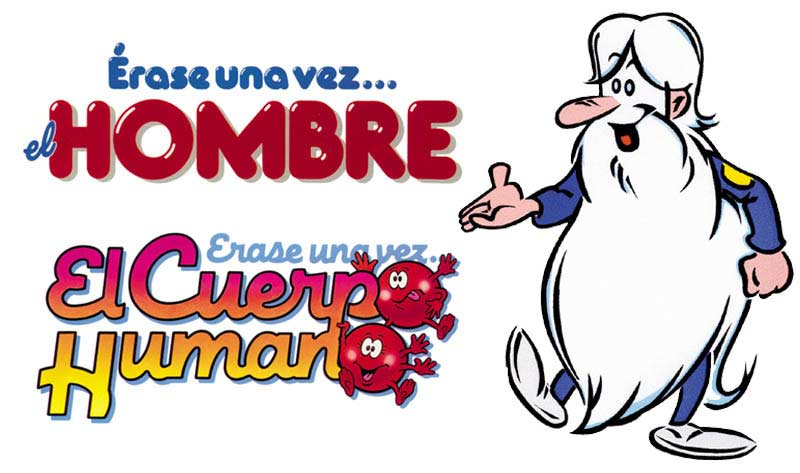 Érase una vez...
el HOMBRE
Erase una vez...
El Cuerpo
Humano